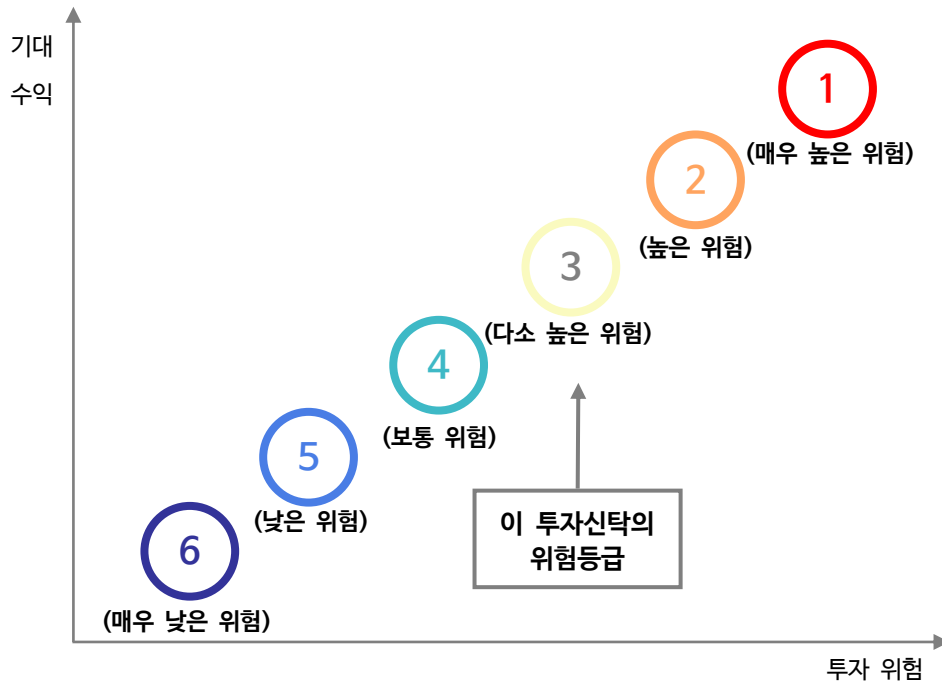 기대
수익
1
(매우 높은 위험)
2
(높은 위험)
3
(다소 높은 위험)
4
(보통 위험)
5
(낮은 위험)
6
(매우 낮은 위험)
이 투자신탁의
위험등급
투자 위험